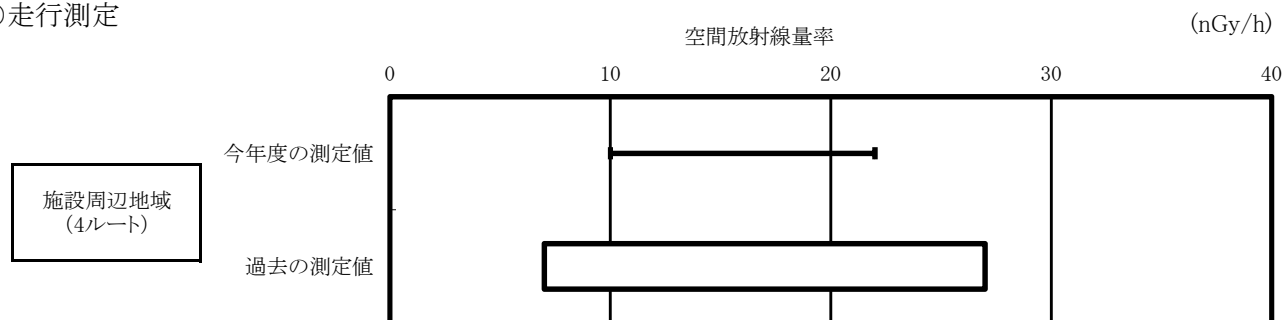 走行測定
(nGy/h)
空間放射線量率
0 10 20 30 40
今年度の測定値
施設周辺地域
(4ルート)
過去の測定値